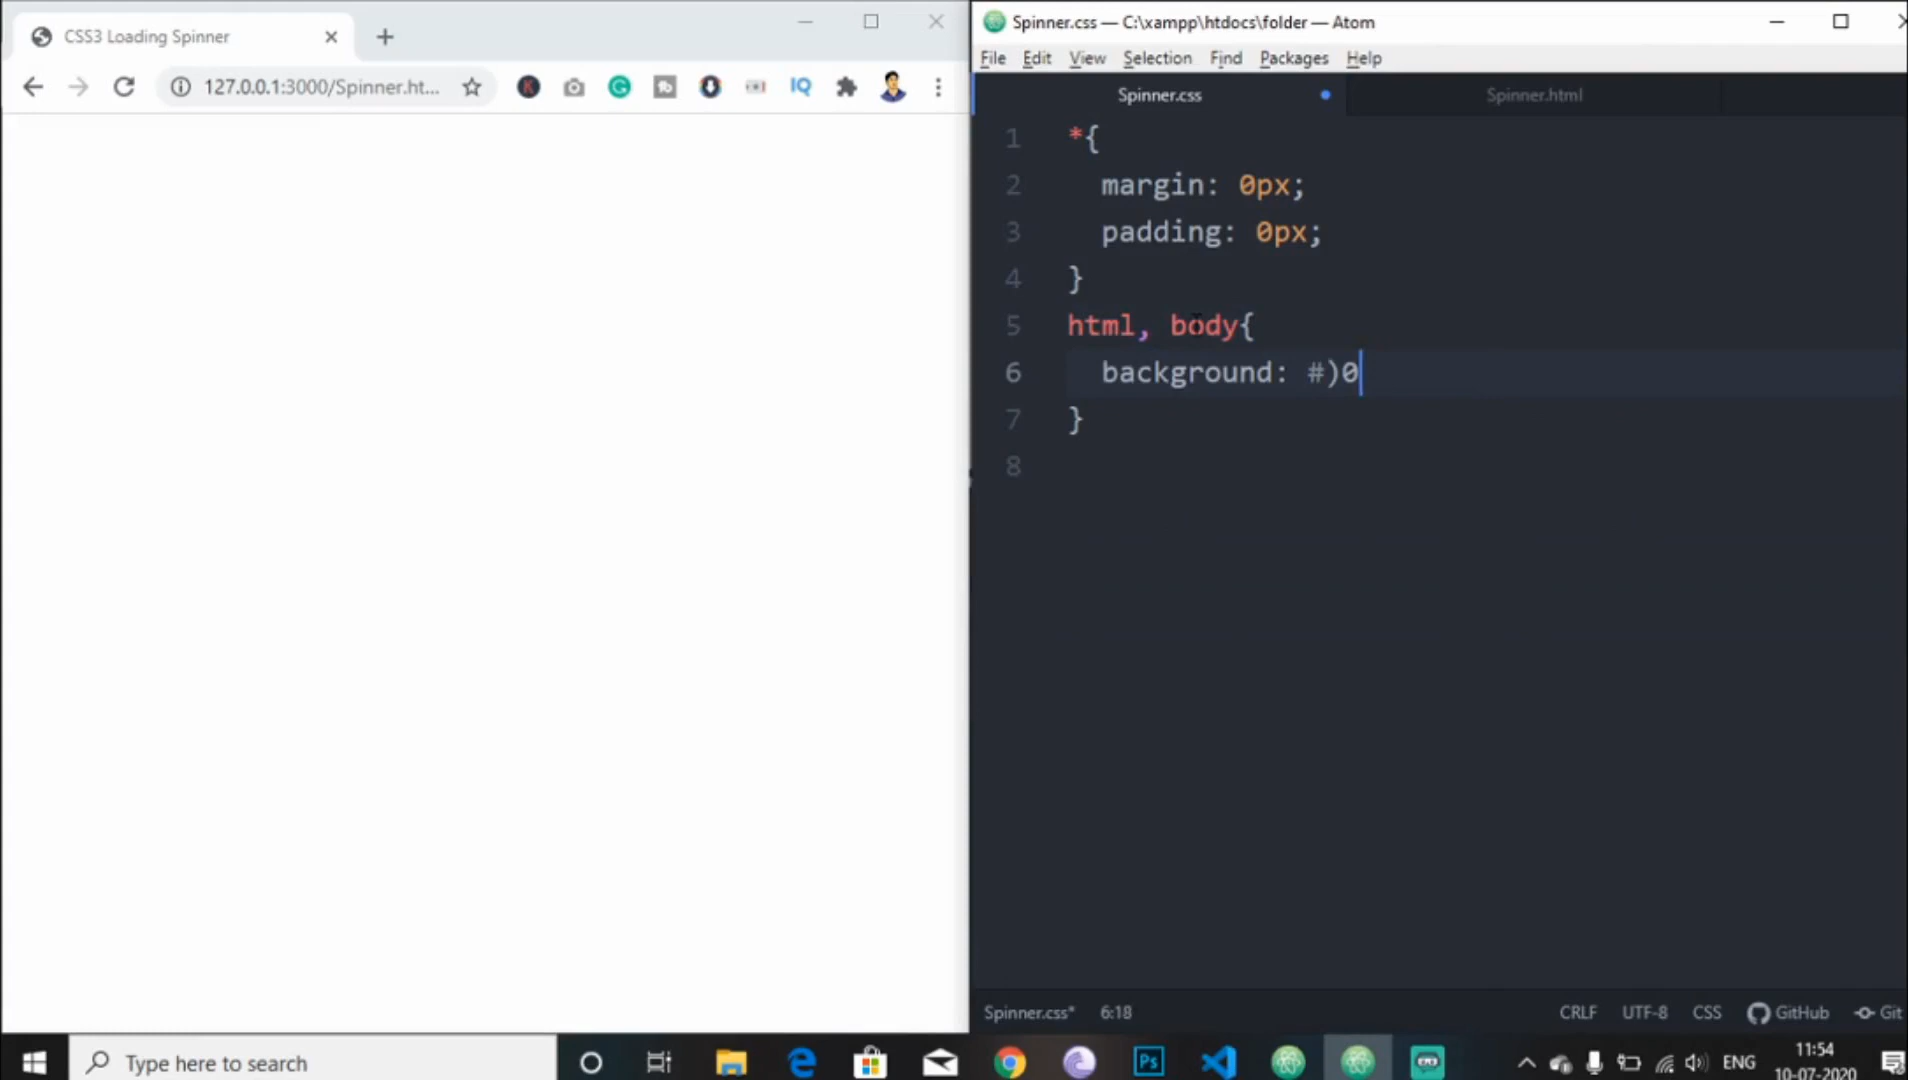 CSS3 Loading Spinner
127.0.0.1:3000/Spinner.ht...
K
G
IQ
Spinner.css — C:\xampp\htdocs\folder — Atom
File Edit View Selection Find Packages Help
Spinner.css
Spinner.html
1 *{
2 margin: 0px;
3 padding: 0px;
4 }
5 html, body{
6 background: #)0
7 }
8
Spinner.css* 6:18
CRLF UTF-8 CSS GitHub Git
Type here to search
Ps
ENG
11:54
10-07-2020